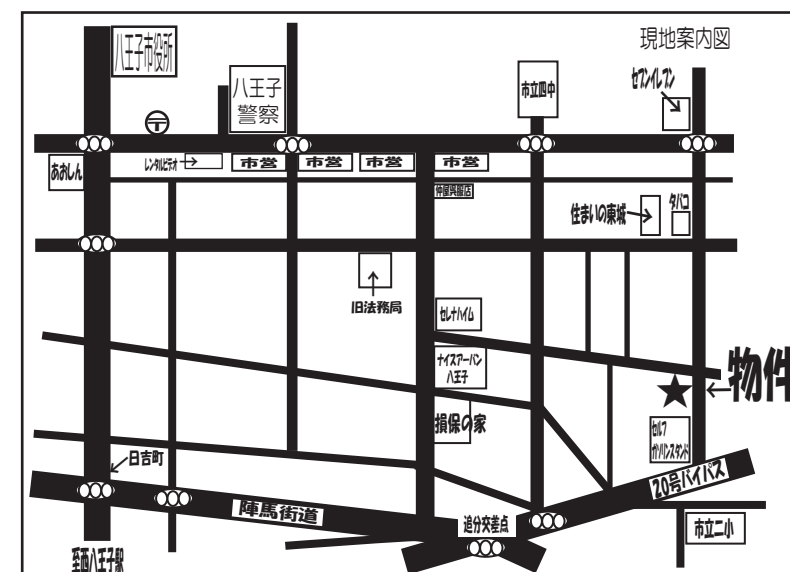 現地案内図
八王子市役所
八王子
警察
市立四中
セブンイレブン
あおしん
レンタルビデオ
市営
市営
市営
市営
住まいの東城
タバコ
旧法務局
セレナハイム
ナイスアーバン
八王子
損保の家
物件
セルフ
ガソリンスタンド
日吉町
陣馬街道
追分交差点
20号バイパス
市立二小
至西八王子駅